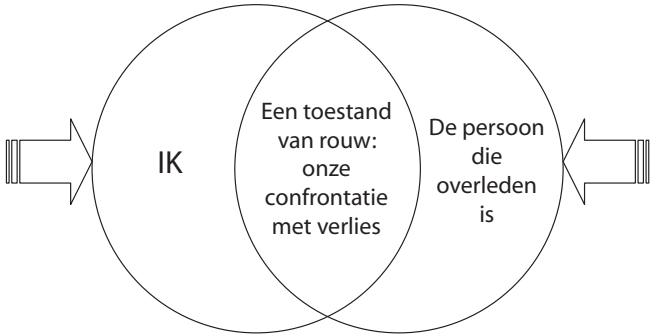 IK
Een toestand
van rouw:
onze
confrontatie
met verlies
De persoon
die
overleden
is